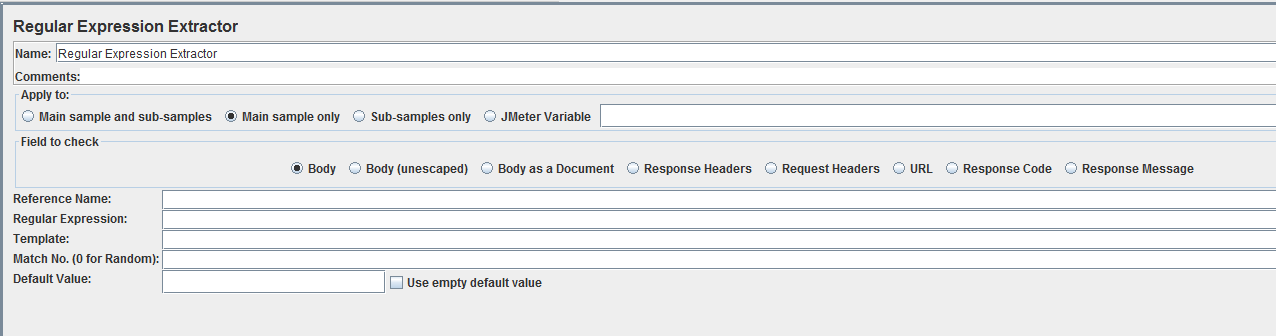 Regular Expression Extractor
Name: Regular Expression Extractor
Comments:
Apply to:
Main sample and sub-samples Main sample only Sub-samples only JMeter Variable
Field to check
Body Body (unescaped) Body as a Document Response Headers Request Headers URL Response Code Response Message
Reference Name:
Regular Expression:
Template:
Match No. (0 for Random):
Default Value: Use empty default value